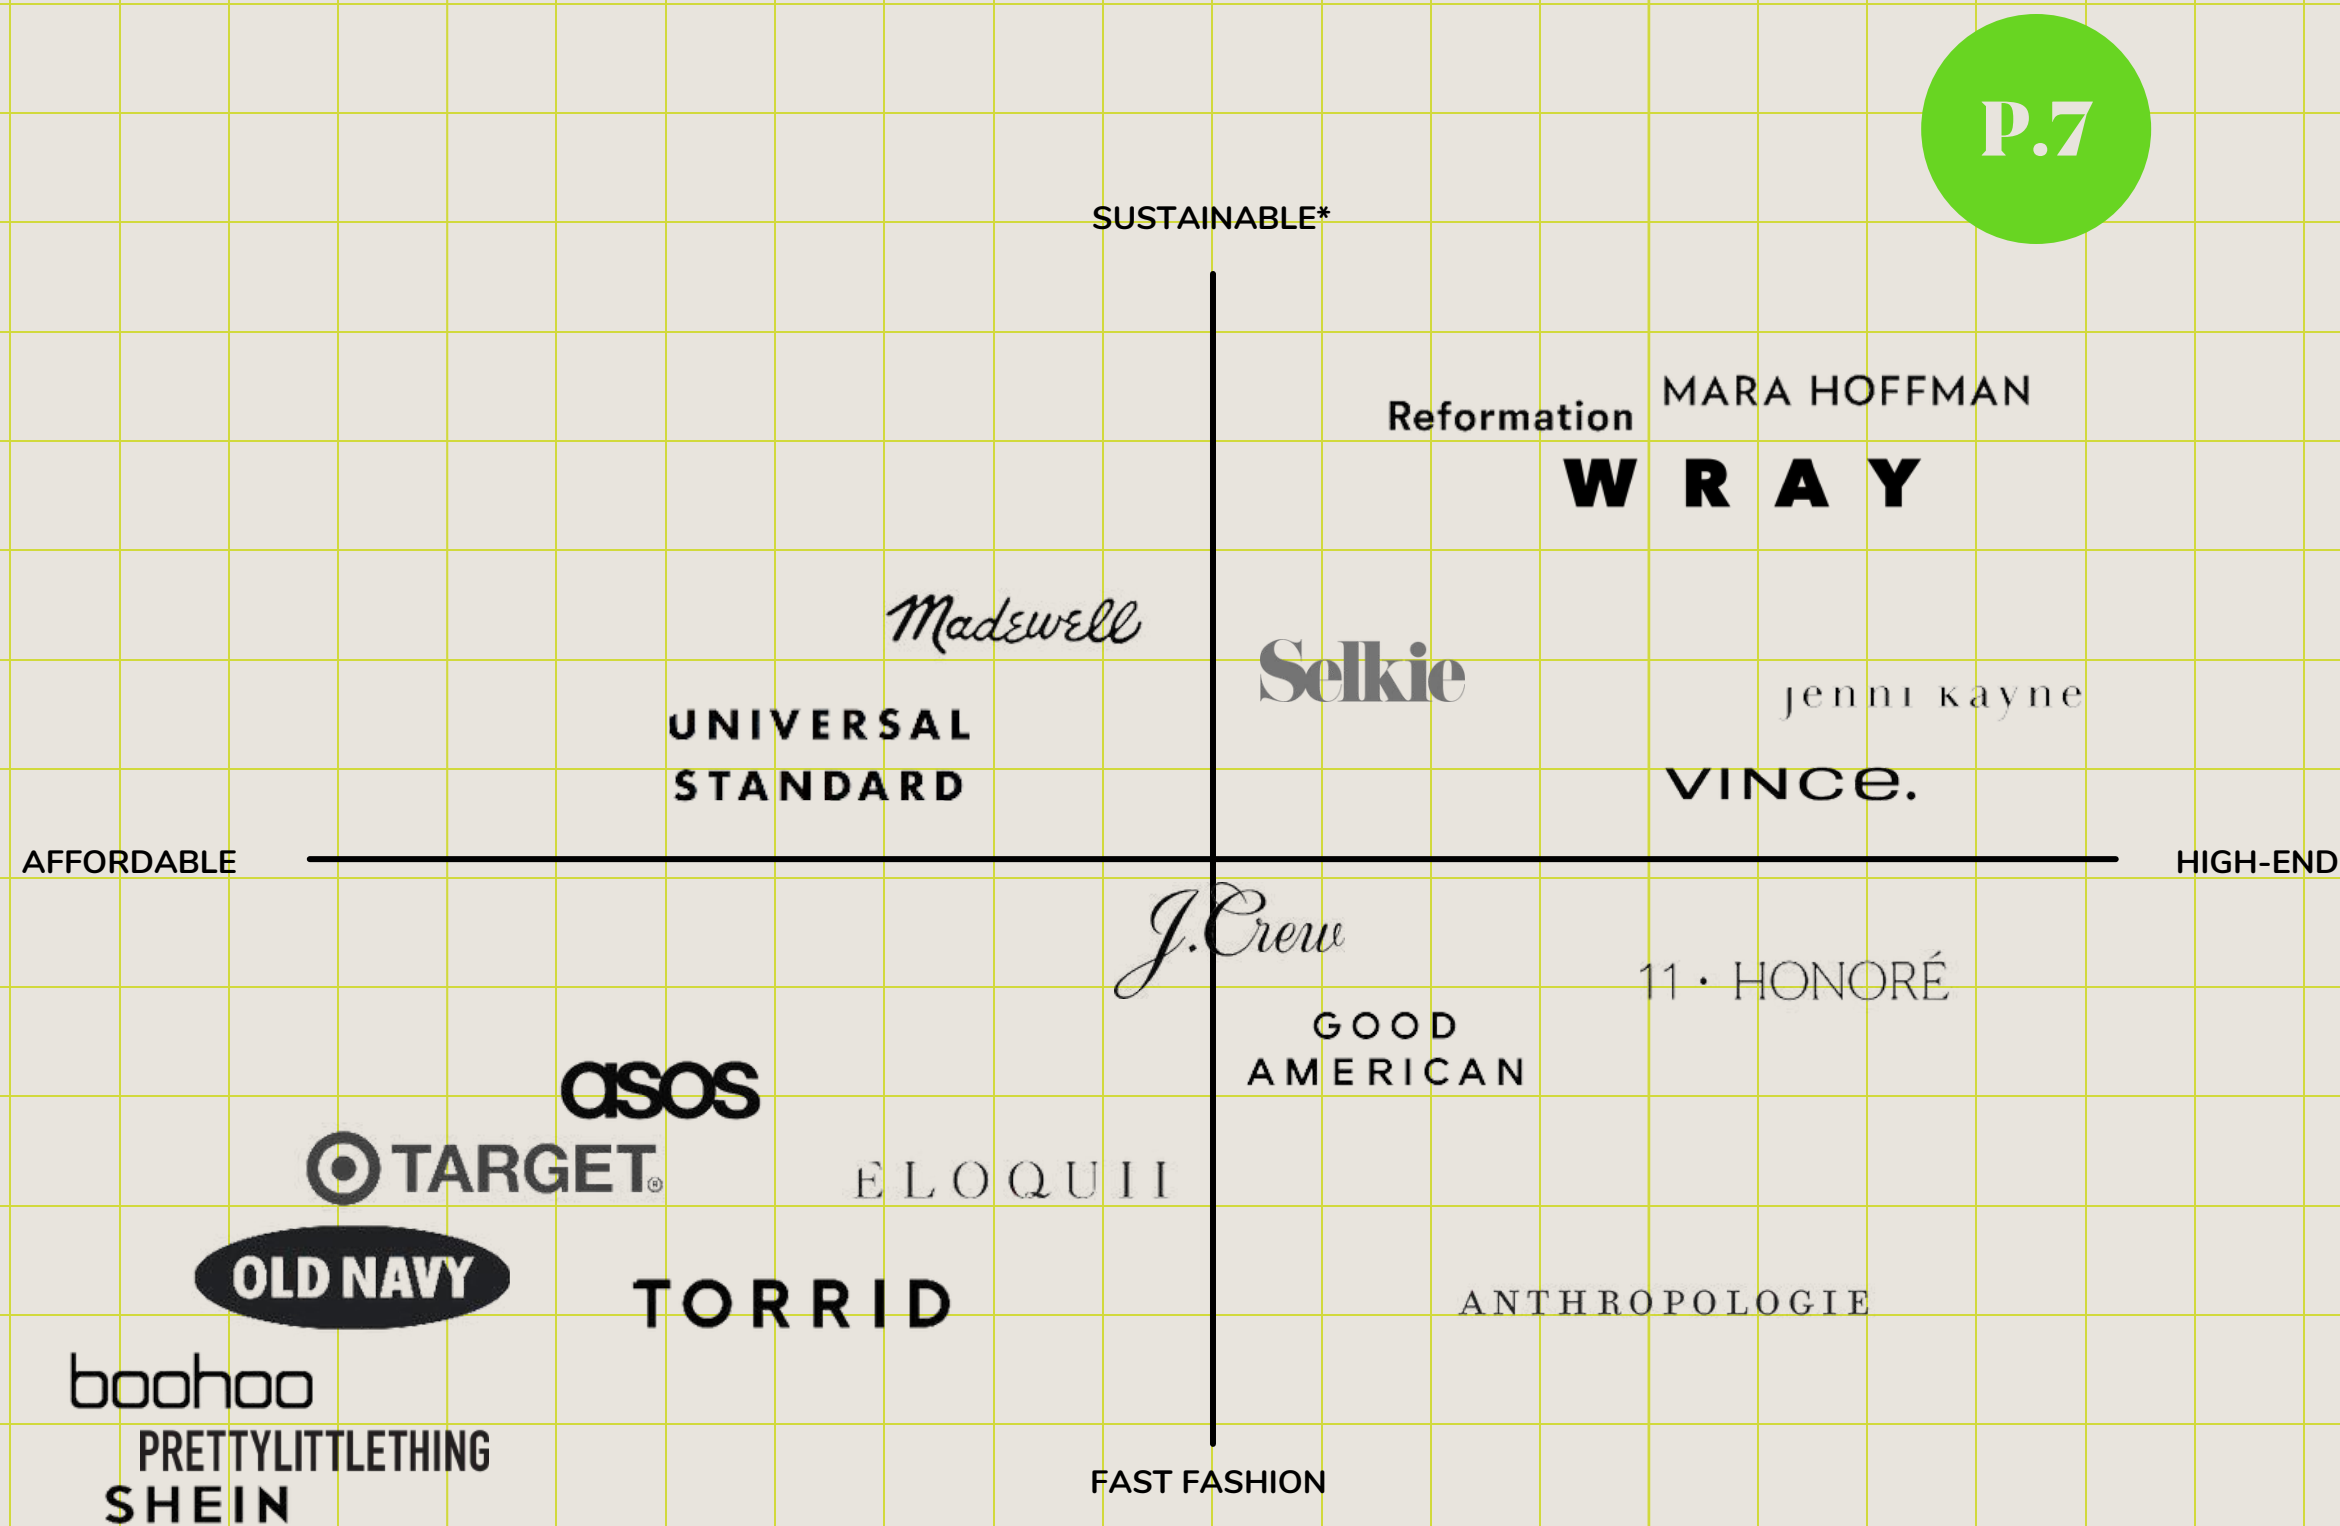 P.7
SUSTAINABLE*
MARA HOFFMAN
Reformation
WRAY
Madewell
Selkie
jenni kayne
UNIVERSAL
STANDARD
VINCE.
AFFORDABLE
HIGH-END
J.Crew
11 • HONORÉ
GOOD
AMERICAN
asos
TARGET®
ELOQUII
OLD NAVY
TORRID
ANTHROPOLOGIE
boohoo
PRETTYLITTLETHING
FAST FASHION
SHEIN